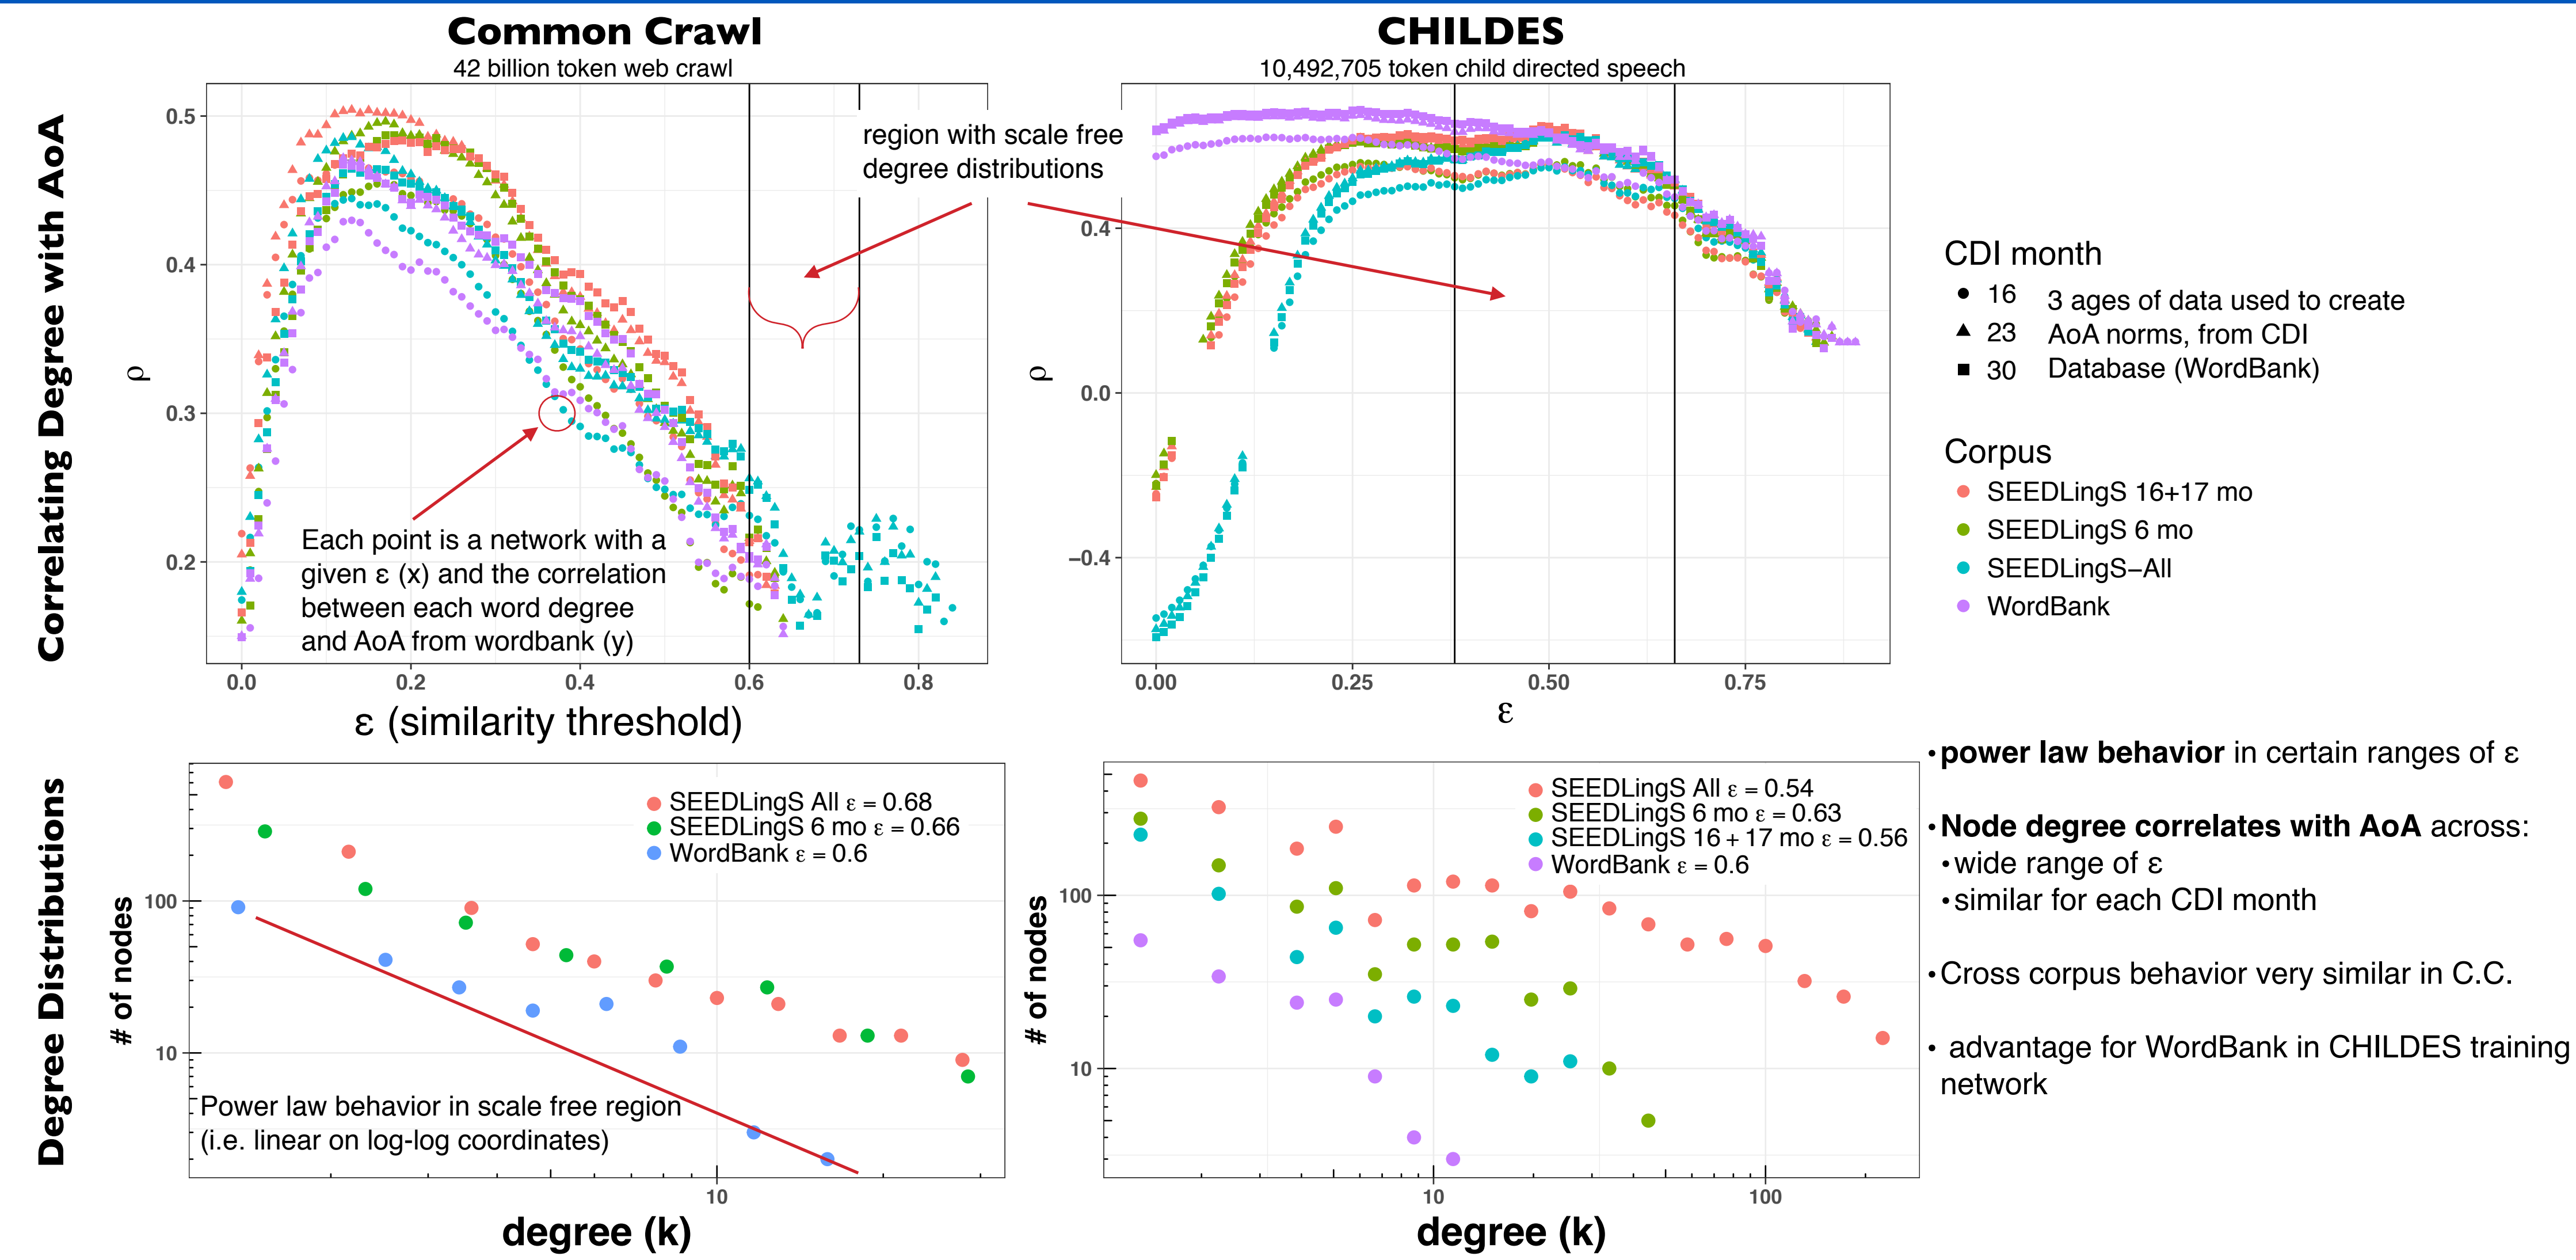 Common Crawl
42 billion token web crawl
CHILDES
10,492,705 token child directed speech
Correlating Degree with AoA
ρ
0.5
0.4
0.3
0.2
0.0
0.2
0.4
0.6
0.8
ε (similarity threshold)
region with scale free
degree distributions
Each point is a network with a
given ε (x) and the correlation
between each word degree
and AoA from wordbank (y)
ρ
0.4
0.0
−0.4
0.00
0.25
0.50
0.75
ε
CDI month
16
23
30
3 ages of data used to create
AoA norms, from CDI
Database (WordBank)
Corpus
SEEDLingS 16+17 mo
SEEDLingS 6 mo
SEEDLingS−All
WordBank
Degree Distributions
# of nodes
100
10
10
degree (k)
SEEDLingS All ε = 0.68
SEEDLingS 6 mo ε = 0.66
WordBank ε = 0.6
Power law behavior in scale free region
(i.e. linear on log-log coordinates)
# of nodes
100
10
10
100
degree (k)
SEEDLingS All ε = 0.54
SEEDLingS 6 mo ε = 0.63
SEEDLingS 16 + 17 mo ε = 0.56
WordBank ε = 0.6
•power law behavior in certain ranges of ε
•Node degree correlates with AoA across:
•wide range of ε
•similar for each CDI month
•Cross corpus behavior very similar in C.C.
• advantage for WordBank in CHILDES training
network